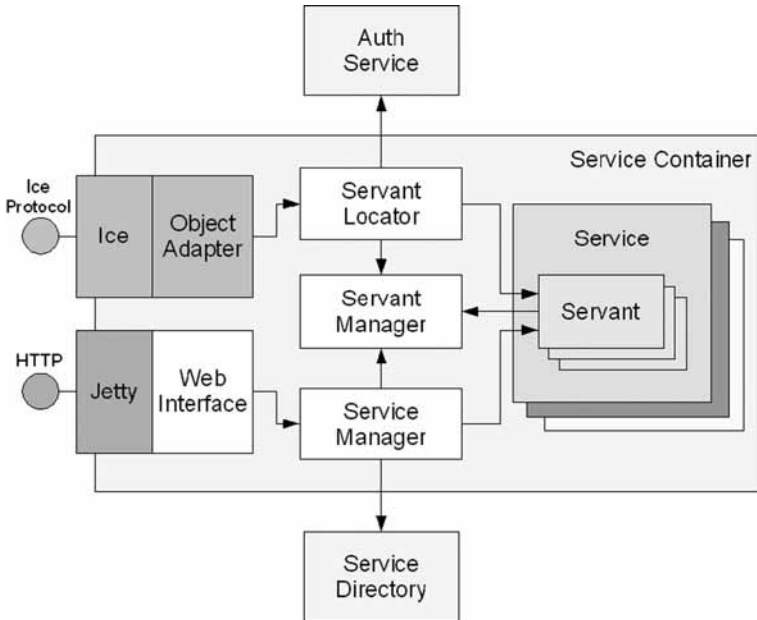 Auth
Service
Service Container
Ice
Protocol
Ice
Object
Adapter
Servant
Locator
Service
Servant
Manager
Servant
HTTP
Jetty
Web
Interface
Service
Manager
Service
Directory